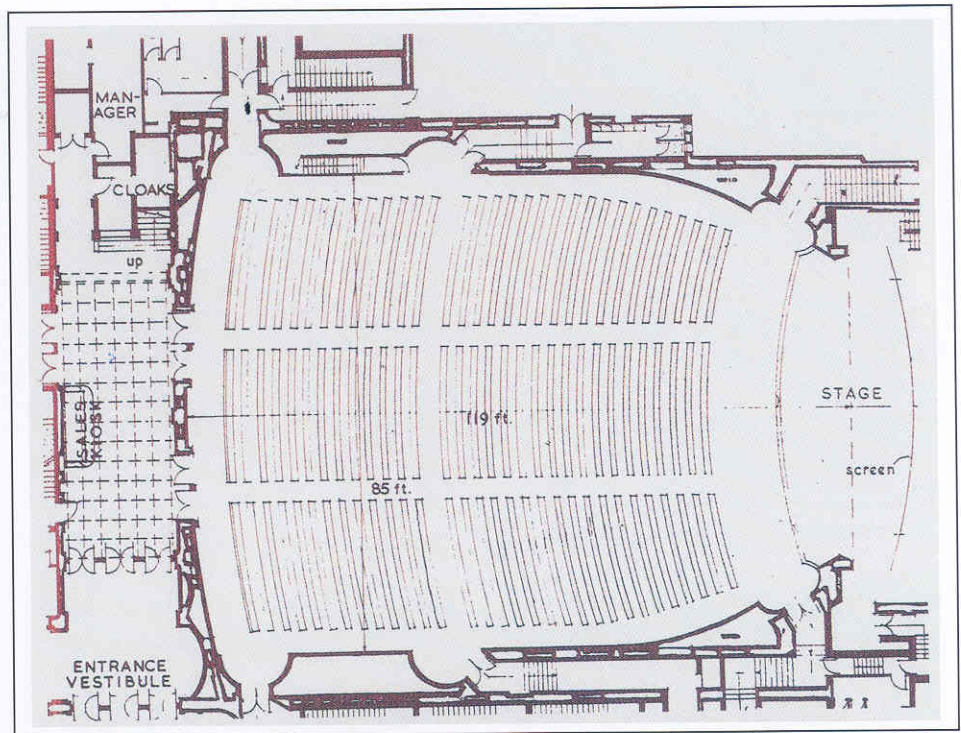 MAN-
AGER
CLOAKS
up
SALES
KIOSK
119 ft.
85 ft.
STAGE
screen
ENTRANCE
VESTIBULE